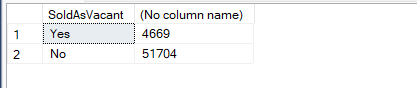 SoldAsVacant (No column name)
1 Yes 4669
2 No 51704